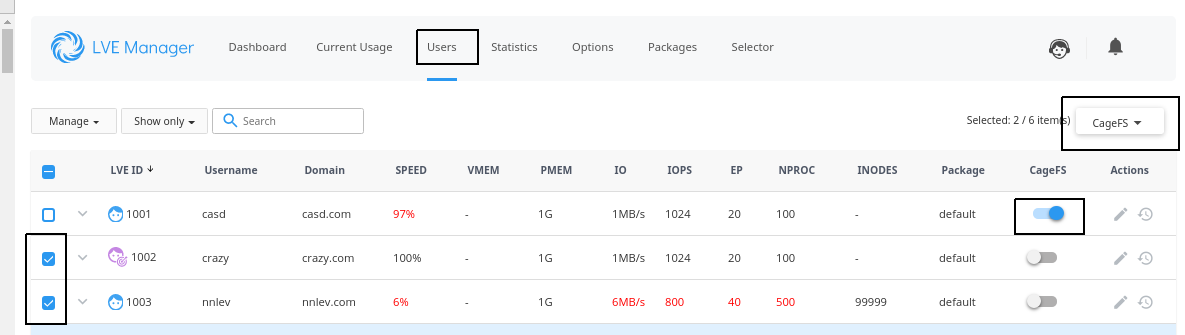 LVE Manager Dashboard Current Usage Users Statistics Options Packages Selector
Manage Show only Search Selected: 2 / 6 item(s) CageFS
LVE ID Username Domain SPEED VMEM PMEM IO IOPS EP NPROC INODES Package CageFS Actions
1001 casd casd.com 97% - 1G 1MB/s 1024 20 100 - default
1002 crazy crazy.com 100% - 1G 1MB/s 1024 20 100 - default
1003 nnlev nnlev.com 6% - 1G 6MB/s 800 40 500 99999 default